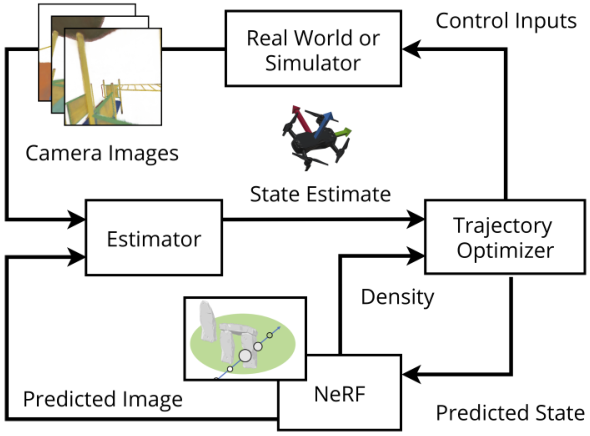 Control Inputs
Real World or
Simulator
Camera Images
State Estimate
Estimator
Trajectory
Optimizer
Density
Predicted Image
NeRF
Predicted State